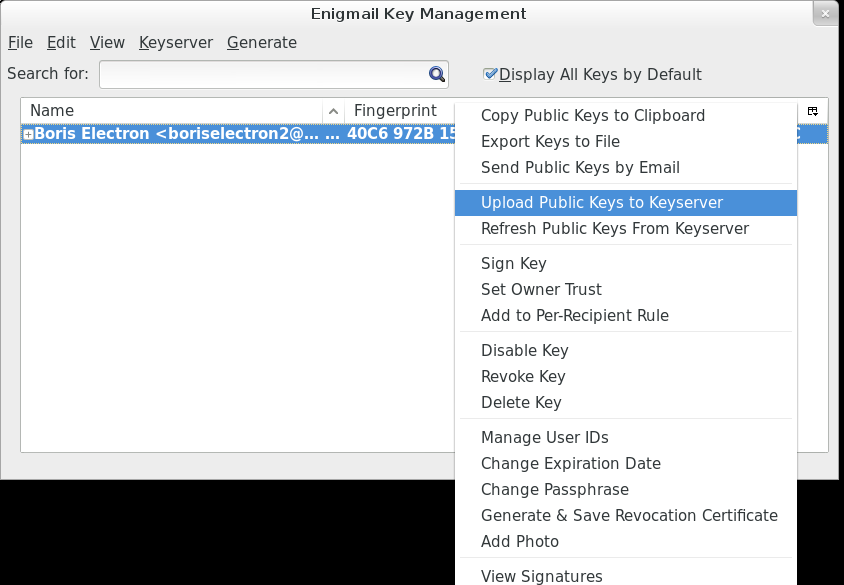 Enigmail Key Management
File Edit View Keyserver Generate
Search for:
Display All Keys by Default
Name Fingerprint
Boris Electron <boriselectron2@... ... 40C6 972B 15
Copy Public Keys to Clipboard
Export Keys to File
Send Public Keys by Email
Upload Public Keys to Keyserver
Refresh Public Keys From Keyserver
Sign Key
Set Owner Trust
Add to Per-Recipient Rule
Disable Key
Revoke Key
Delete Key
Manage User IDs
Change Expiration Date
Change Passphrase
Generate & Save Revocation Certificate
Add Photo
View Signatures